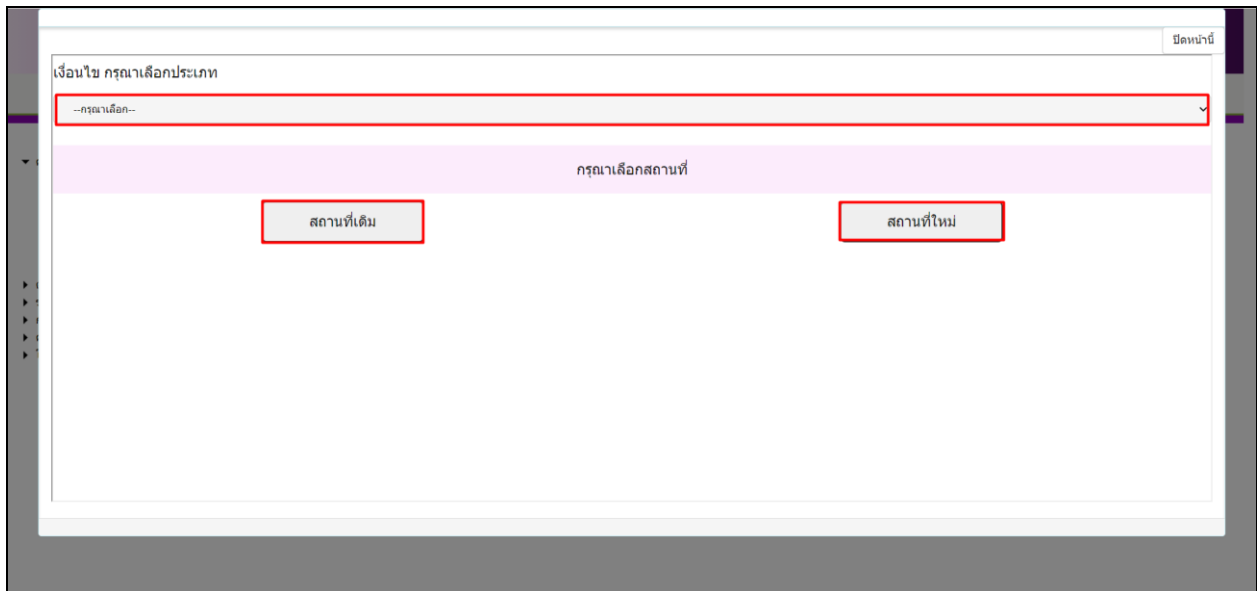 ปิดหน้านี้
เงื่อนไข กรุณาเลือกประเภท
--กรุณาเลือก--
กรุณาเลือกสถานที่
สถานที่เดิม
สถานที่ใหม่